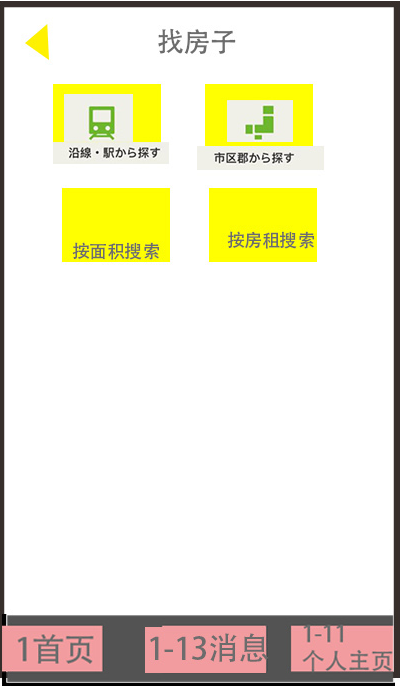 找房子
沿線・駅から探す
市区郡から探す
按面积搜索
按房租搜索
1首页
1-13消息
1-11
个人主页